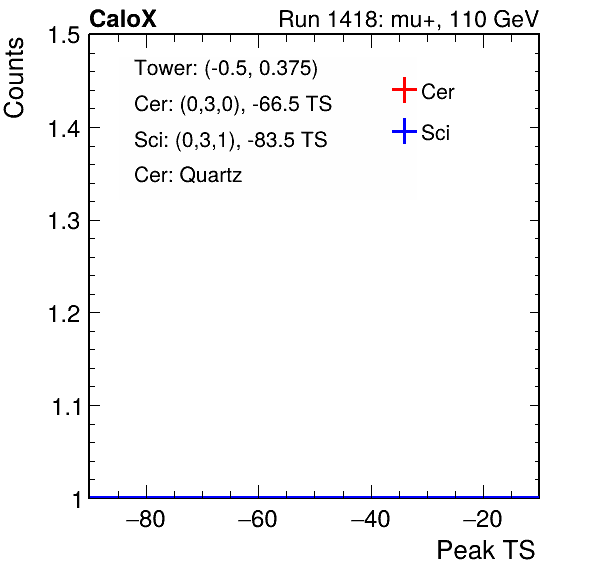 CaloX Run 1418: mu+, 110 GeV
Counts
1.5
1.4
1.3
1.2
1.1
1
Tower: (-0.5, 0.375)
Cer: (0,3,0), -66.5 TS
Sci: (0,3,1), -83.5 TS
Cer: Quartz
Cer
Sci
−80 −60 −40 −20
Peak TS